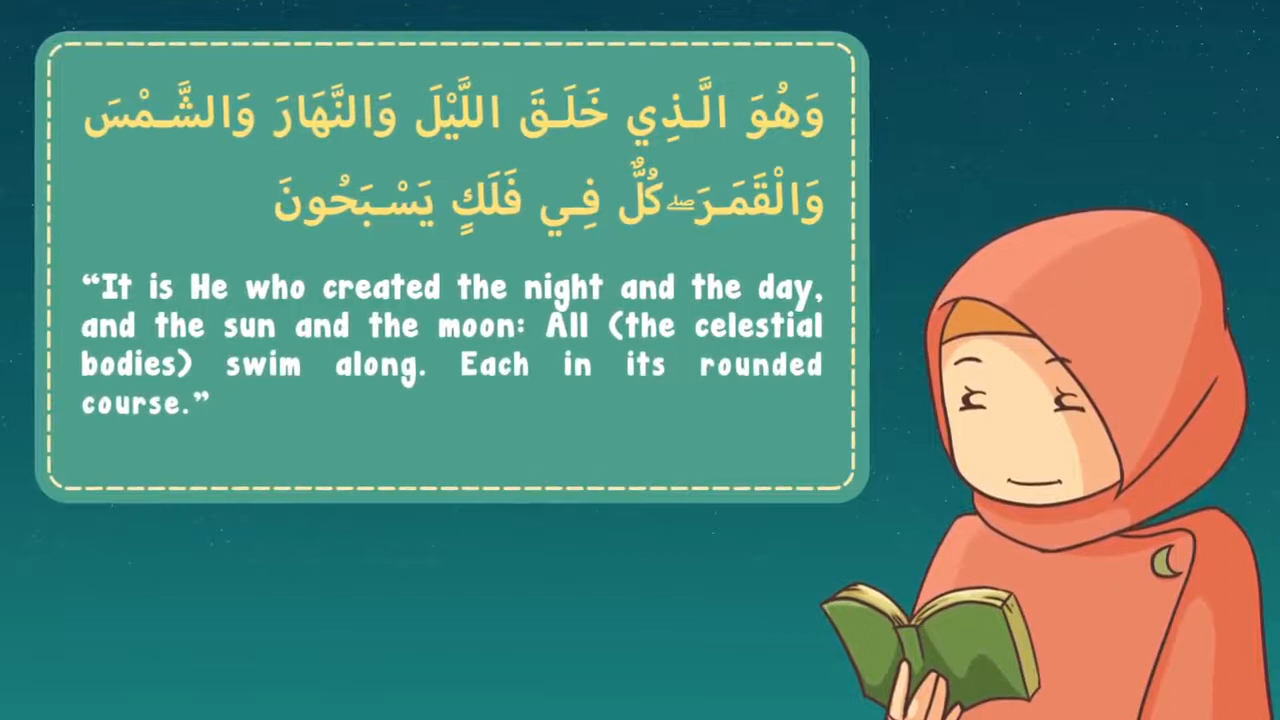 وَهُوَ الَّذِي خَلَقَ اللَّيْلَ وَالنَّهَارَ وَالشَّمْسَ
وَالْقَمَرَ ۖ كُلٌّ فِي فَلَكٍ يَسْبَحُونَ
“It is He who created the night and the day,
and the sun and the moon: All (the celestial
bodies) swim along. Each in its rounded
course.”